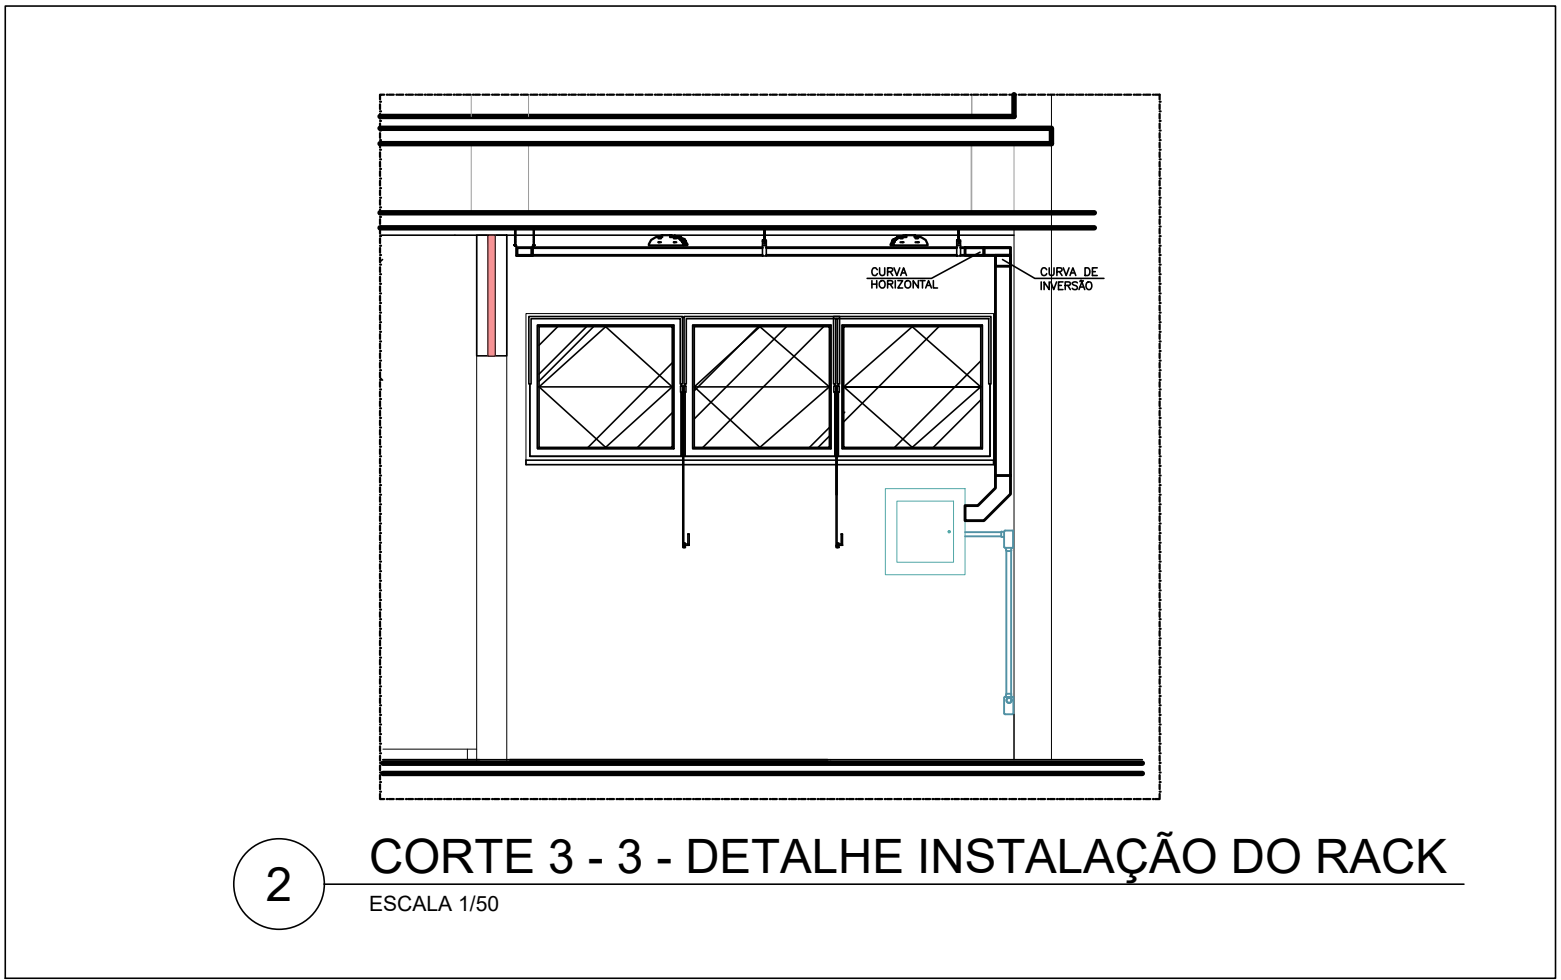 CURVA
HORIZONTAL
CURVA DE
INVERSÃO
2
CORTE 3 - 3 - DETALHE INSTALAÇÃO DO RACK
ESCALA 1/50